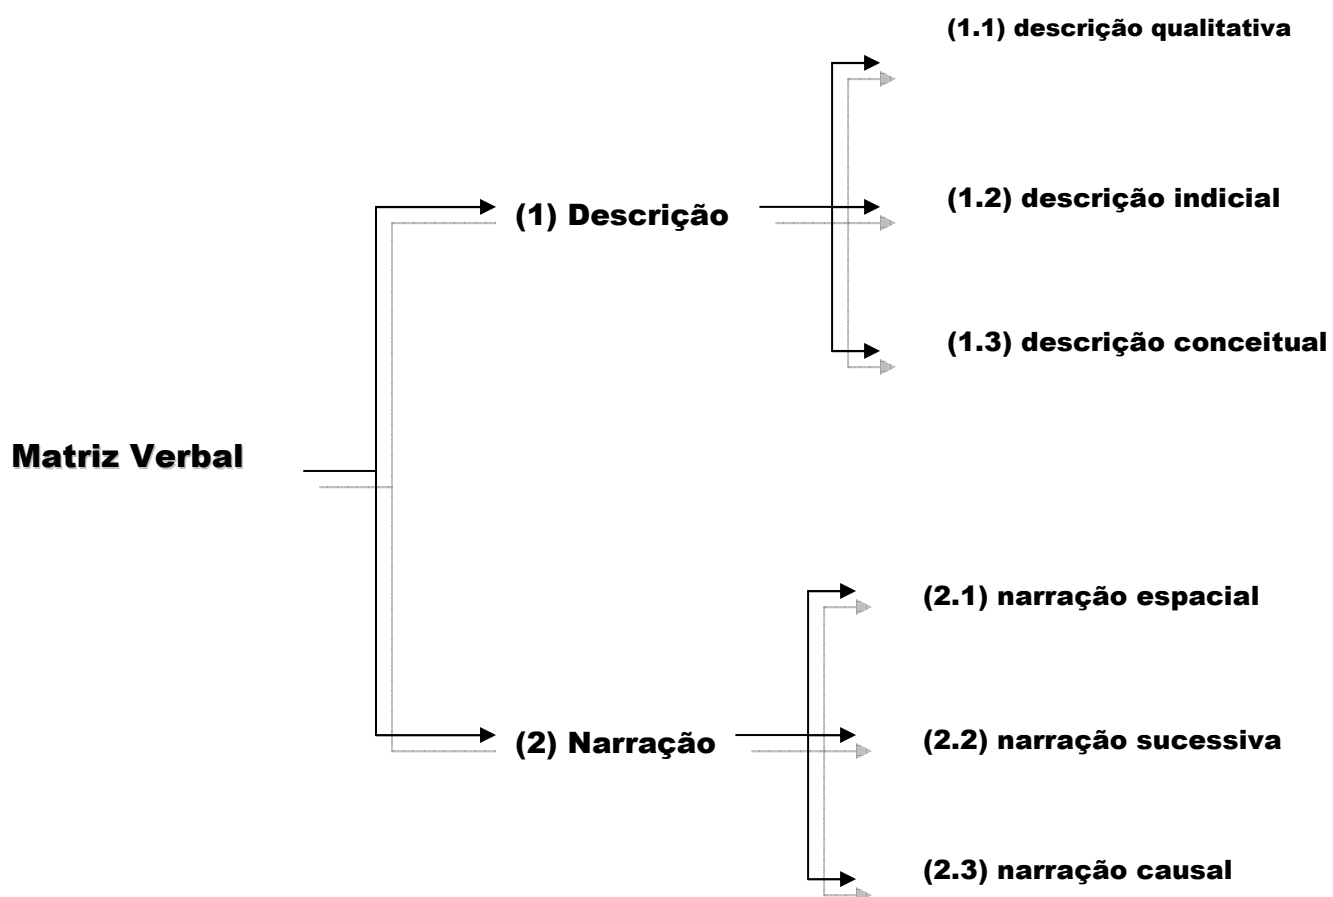 (1.1) descrição qualitativa
(1) Descrição
(1.2) descrição indicial
(1.3) descrição conceitual
Matriz Verbal
(2.1) narração espacial
(2) Narração
(2.2) narração sucessiva
(2.3) narração causal